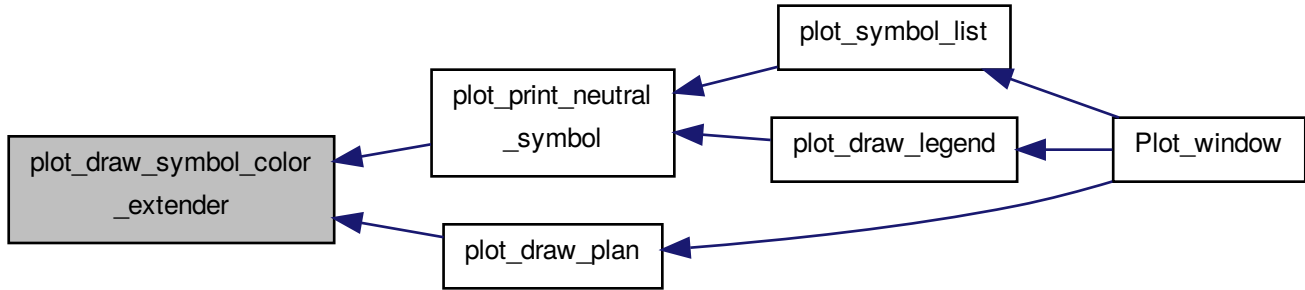 plot_draw_symbol_color
_extender
plot_print_neutral
_symbol
plot_draw_plan
plot_symbol_list
plot_draw_legend
Plot_window